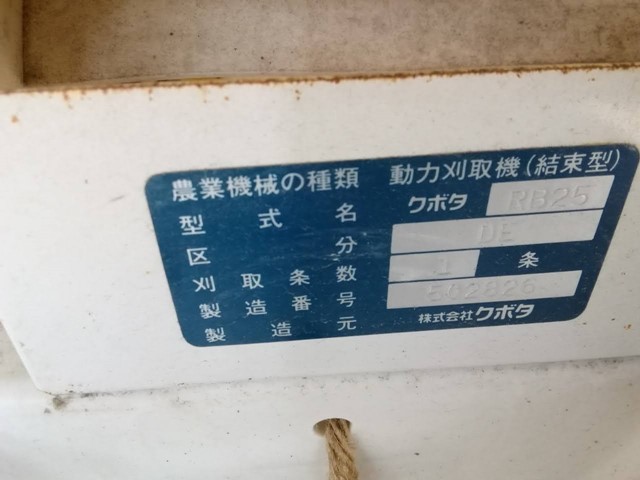 農業機械の種類 動力刈取機(結束型)
型式名 クボタ RB25
区分 DE
刈取条数 1 条
製造番号 562826
製造元 株式会社クボタ